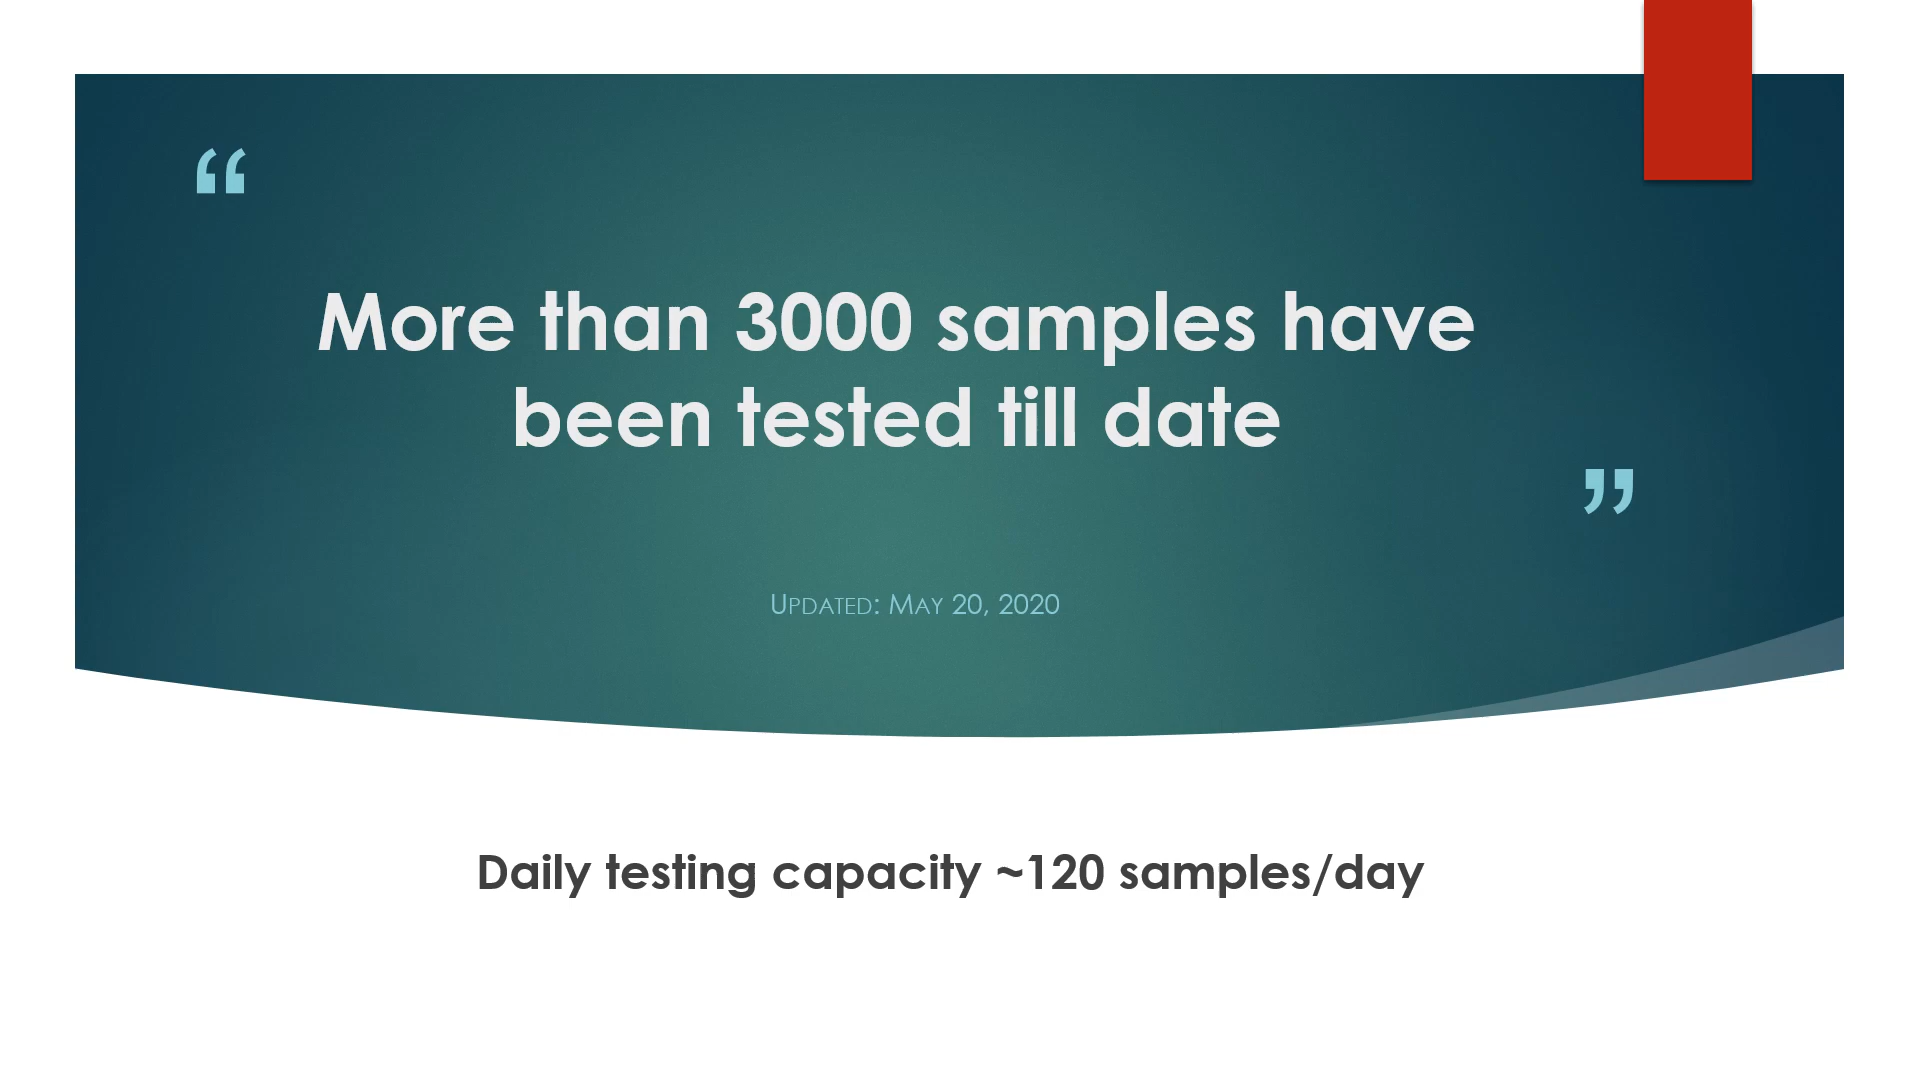 “
More than 3000 samples have
been tested till date
”
Updated: May 20, 2020
Daily testing capacity ~120 samples/day